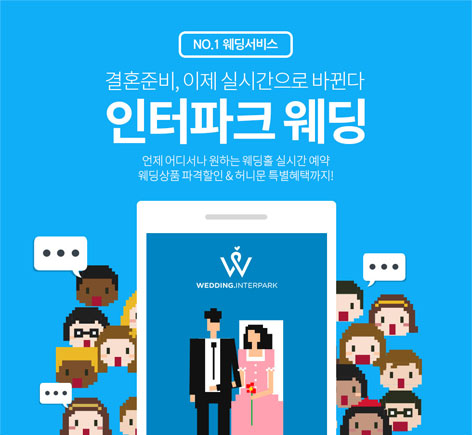 NO.1 웨딩서비스
결혼준비, 이제 실시간으로 바뀐다
인터파크 웨딩
언제 어디서나 원하는 웨딩홀 실시간 예약
웨딩상품 파격할인 & 허니문 특별혜택까지!
WEDDING.INTERPARK